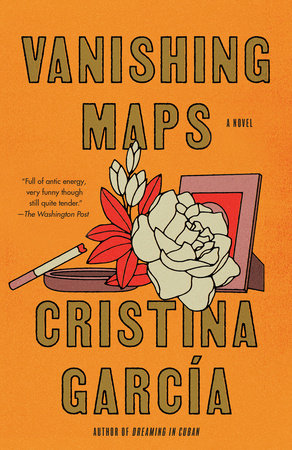 VANISHING
MAPS
A NOVEL
“Full of antic energy,
very funny though
still quite tender.”
—The Washington Post
CRISTINA
GARCÍA
AUTHOR OF DREAMING IN CUBAN